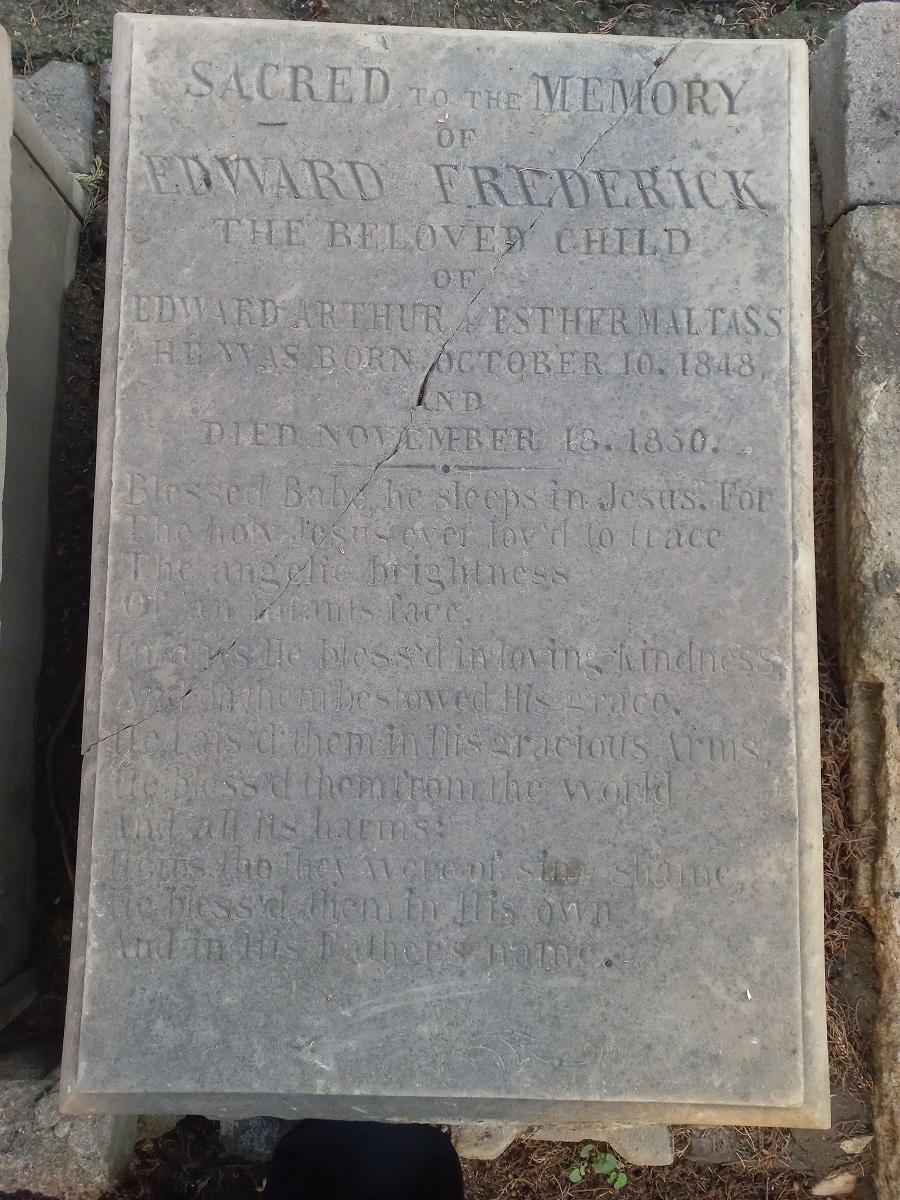 SACRED TO THE MEMORY
OF
EDWARD FREDERICK
THE BELOVED CHILD
OF
EDWARD ARTHUR & ESTHER MALTASS
HE WAS BORN OCTOBER 10. 1848,
AND
DIED NOVEMBER 18. 1850.
Blessed Babe, he sleeps in Jesus. For
The holy Jesus ever lov'd to trace
The angelic brightness
Of an infants face,
He bless'd in loving kindness
And on them bestowed His grace.
He rais'd them in His gracious Arms,
He bless'd them from the World
And all its harms:
Heirs tho they were of sin & shame,
He bless'd them in His own
And in His Father's name.